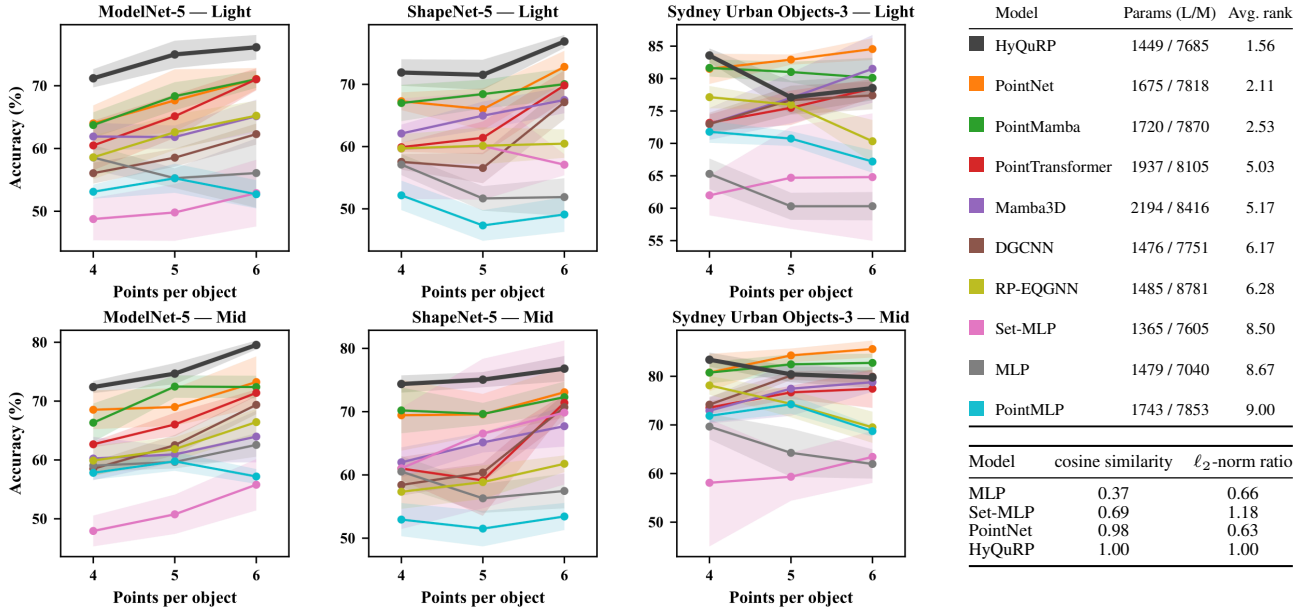 ModelNet-5 — Light
Accuracy (%)
70
60
50
4 5 6
Points per object
ShapeNet-5 — Light
70
60
50
4 5 6
Points per object
Sydney Urban Objects-3 — Light
85
80
75
70
65
60
55
4 5 6
Points per object
ModelNet-5 — Mid
Accuracy (%)
80
70
60
50
4 5 6
Points per object
ShapeNet-5 — Mid
80
70
60
50
4 5 6
Points per object
Sydney Urban Objects-3 — Mid
80
70
60
50
4 5 6
Points per object
Model Params (L/M) Avg. rank
HyQuRP 1449 / 7685 1.56
PointNet 1675 / 7818 2.11
PointMamba 1720 / 7870 2.53
PointTransformer 1937 / 8105 5.03
Mamba3D 2194 / 8416 5.17
DGCNN 1476 / 7751 6.17
RP-EQGNN 1485 / 8781 6.28
Set-MLP 1365 / 7605 8.50
MLP 1479 / 7040 8.67
PointMLP 1743 / 7853 9.00
Model cosine similarity ℓ₂-norm ratio
MLP 0.37 0.66
Set-MLP 0.69 1.18
PointNet 0.98 0.63
HyQuRP 1.00 1.00